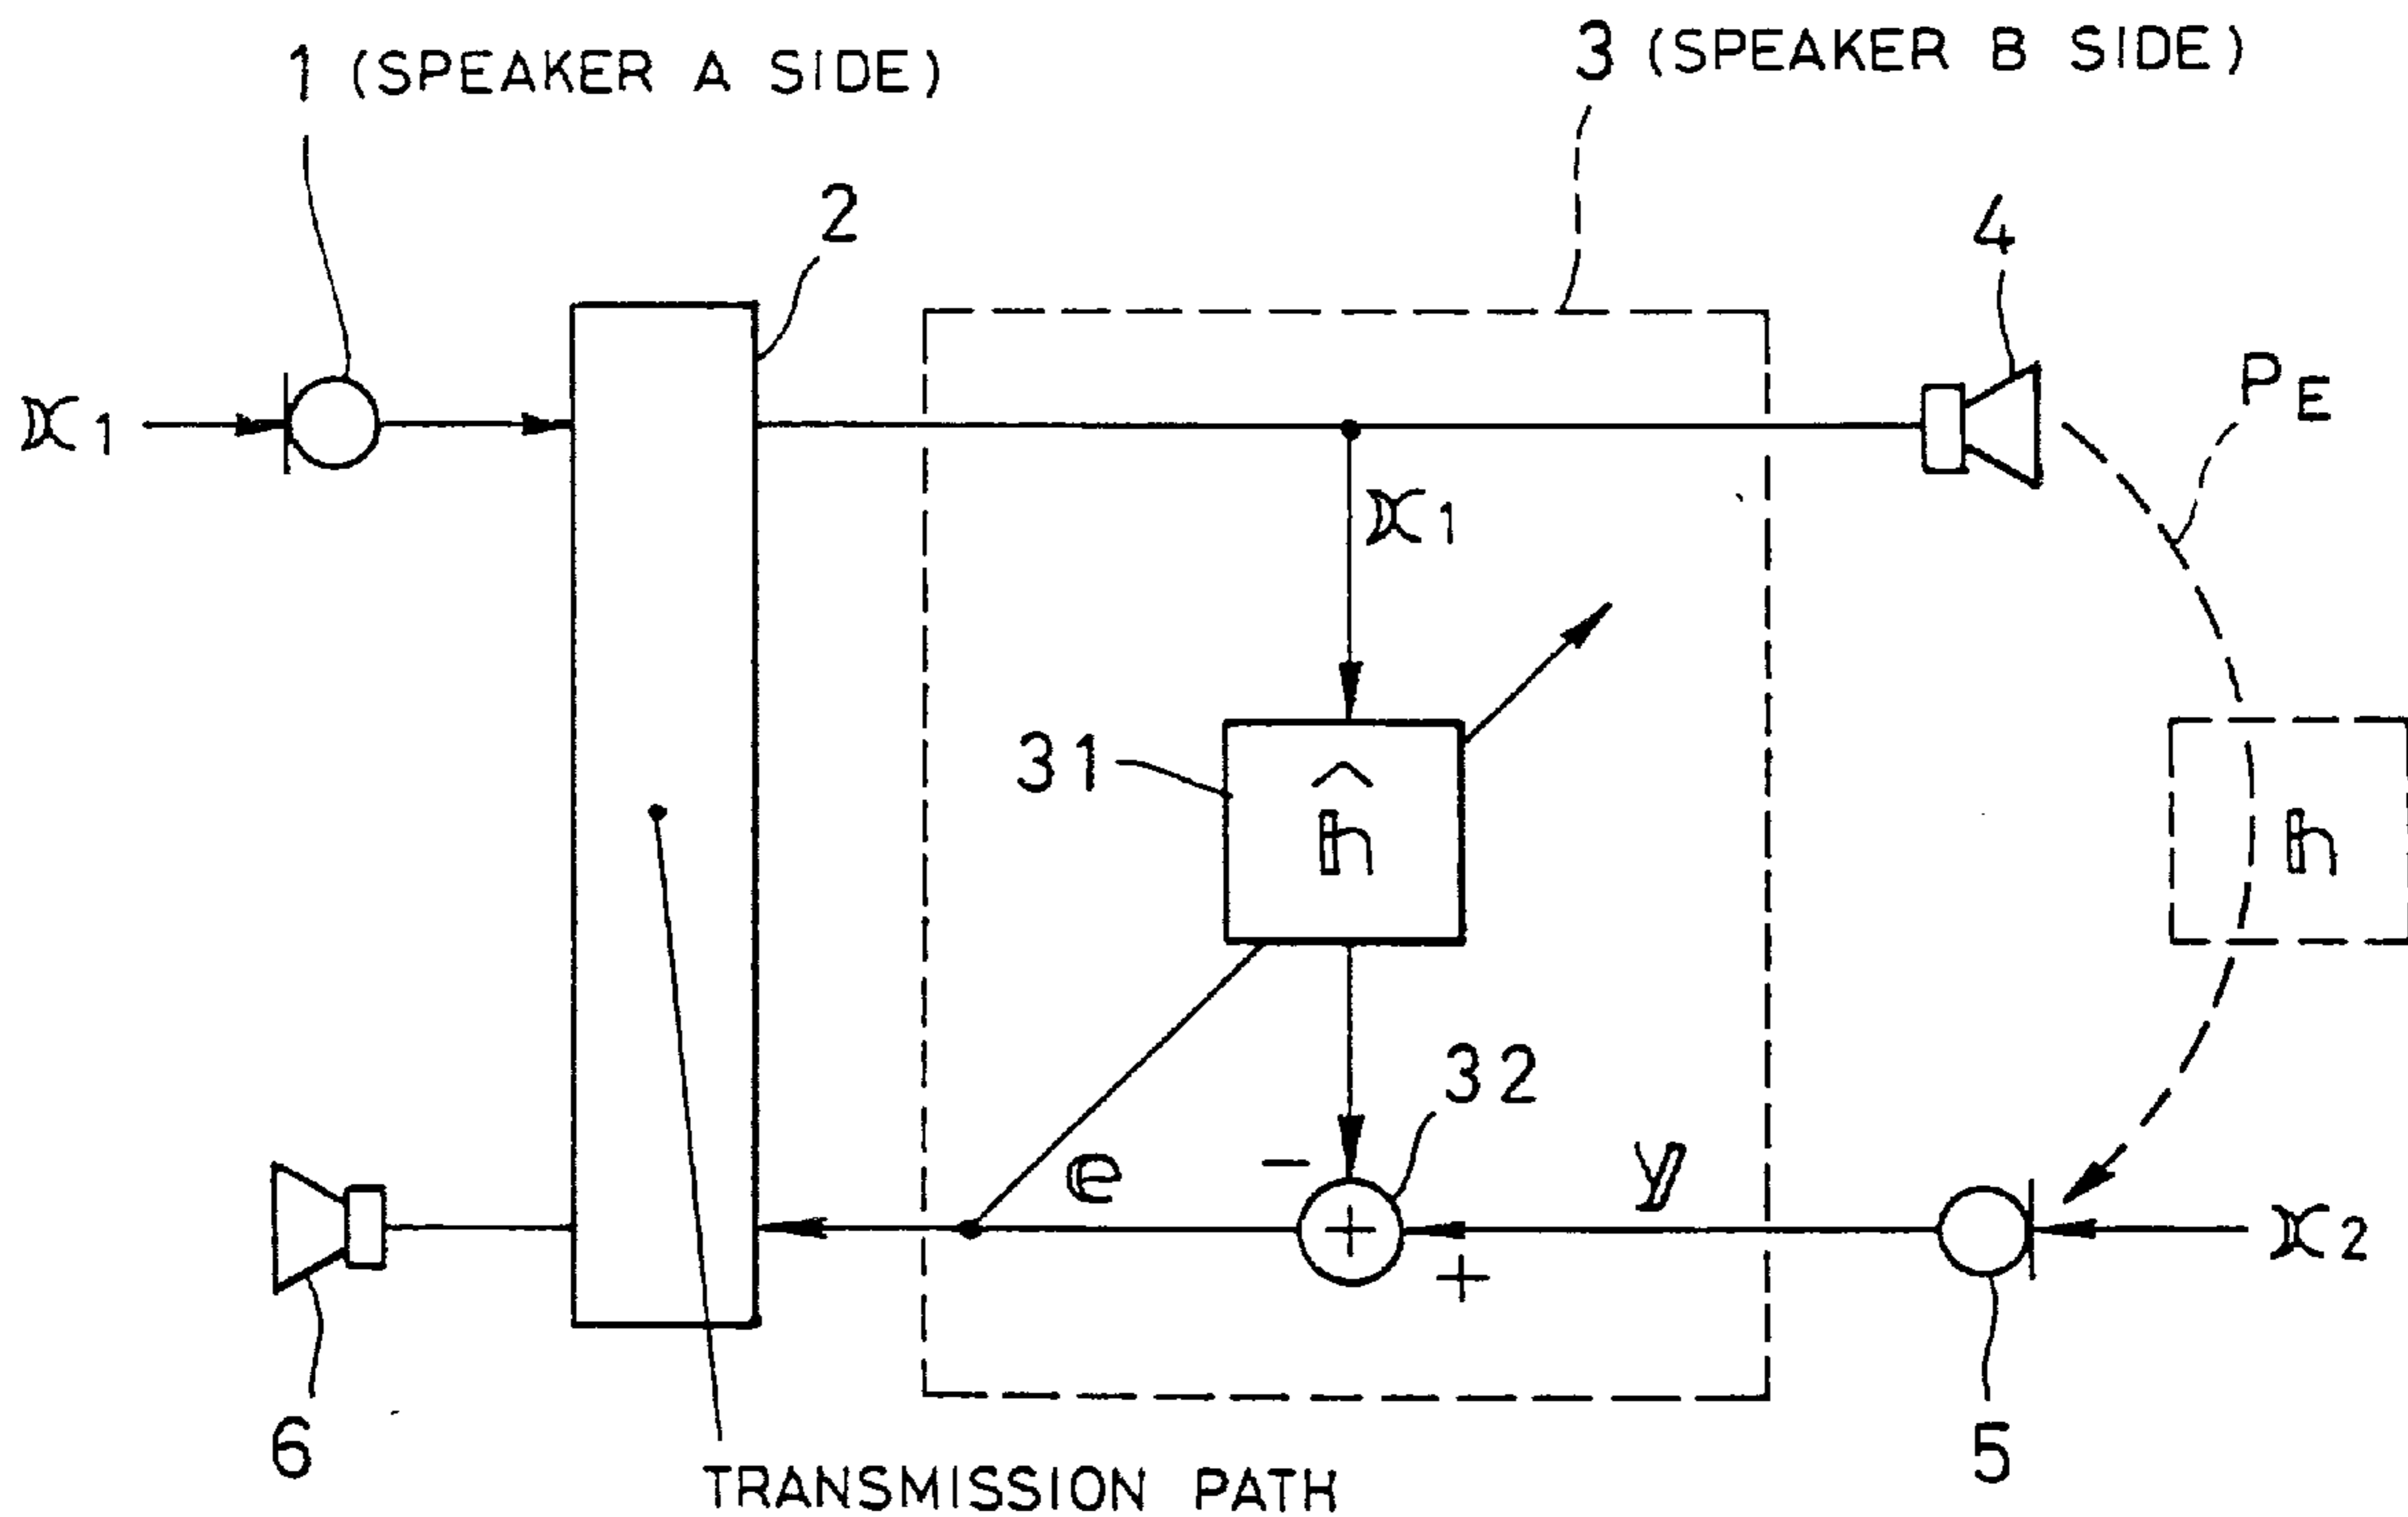 1 (SPEAKER A SIDE)
3 (SPEAKER B SIDE)
2
4
x1
PE
x1
31
ĥ
h
32
e
-
y
+
+
x2
6
5
TRANSMISSION PATH